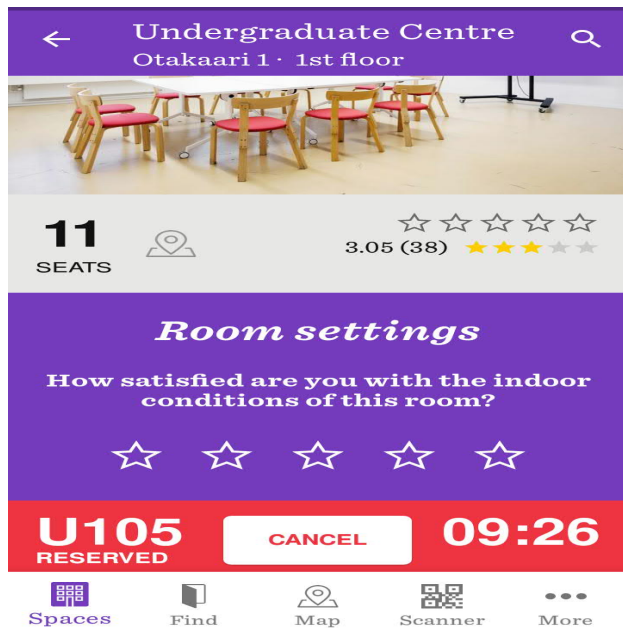 Undergraduate Centre
Otakaari 1 · 1st floor
11
SEATS
3.05 (38)
Room settings
How satisfied are you with the indoor
conditions of this room?
U105
RESERVED
CANCEL
09:26
Spaces
Find
Map
Scanner
More